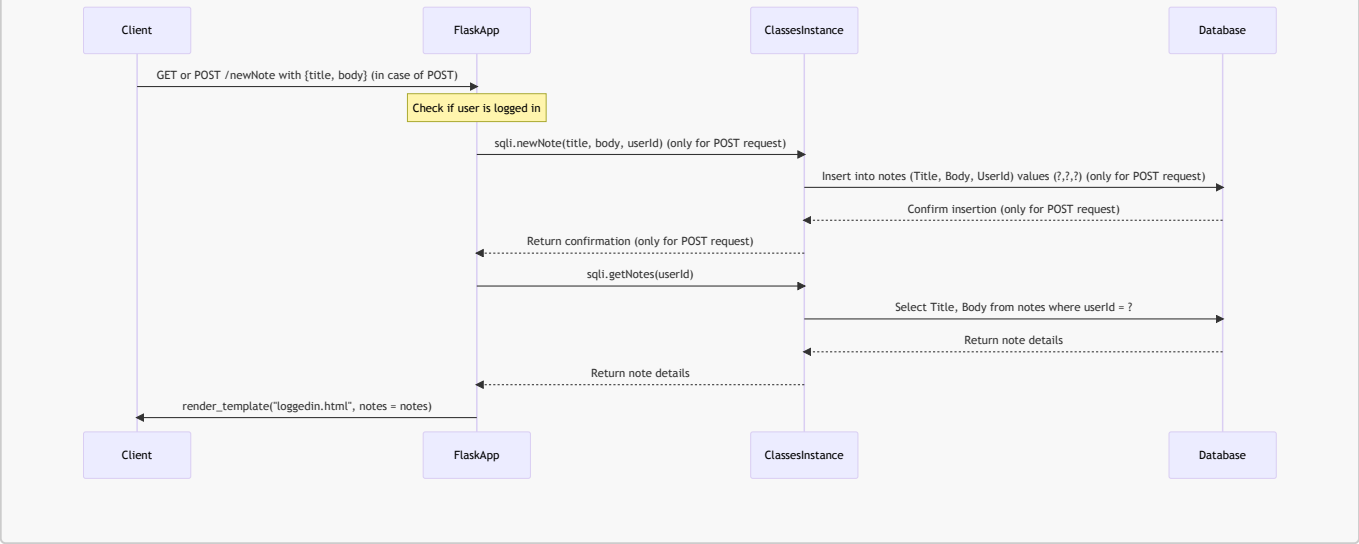 Client
FlaskApp
ClassesInstance
Database
GET or POST /newNote with {title, body} (in case of POST)
Check if user is logged in
sqli.newNote(title, body, userId) (only for POST request)
Insert into notes (Title, Body, UserId) values (?,?,?) (only for POST request)
Confirm insertion (only for POST request)
Return confirmation (only for POST request)
sqli.getNotes(userId)
Select Title, Body from notes where userId = ?
Return note details
Return note details
render_template("loggedin.html", notes = notes)
Client
FlaskApp
ClassesInstance
Database